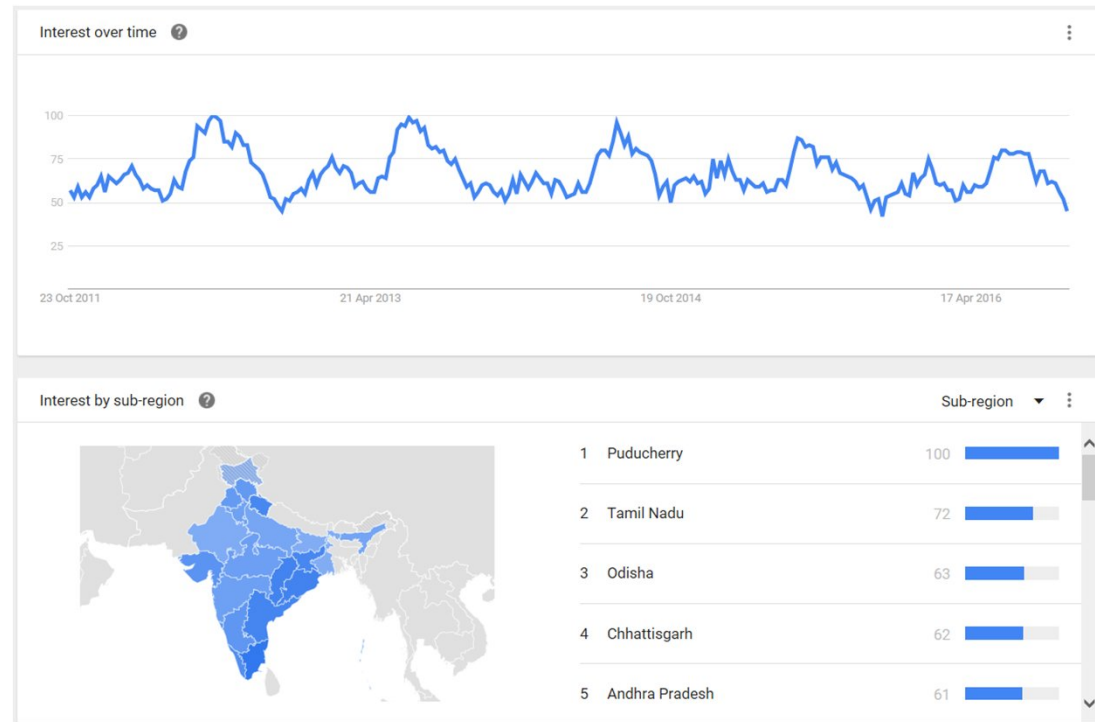 Interest over time ?
100
75
50
25
23 Oct 2011 21 Apr 2013 19 Oct 2014 17 Apr 2016
Interest by sub-region ? Sub-region
1 Puducherry 100
2 Tamil Nadu 72
3 Odisha 63
4 Chhattisgarh 62
5 Andhra Pradesh 61